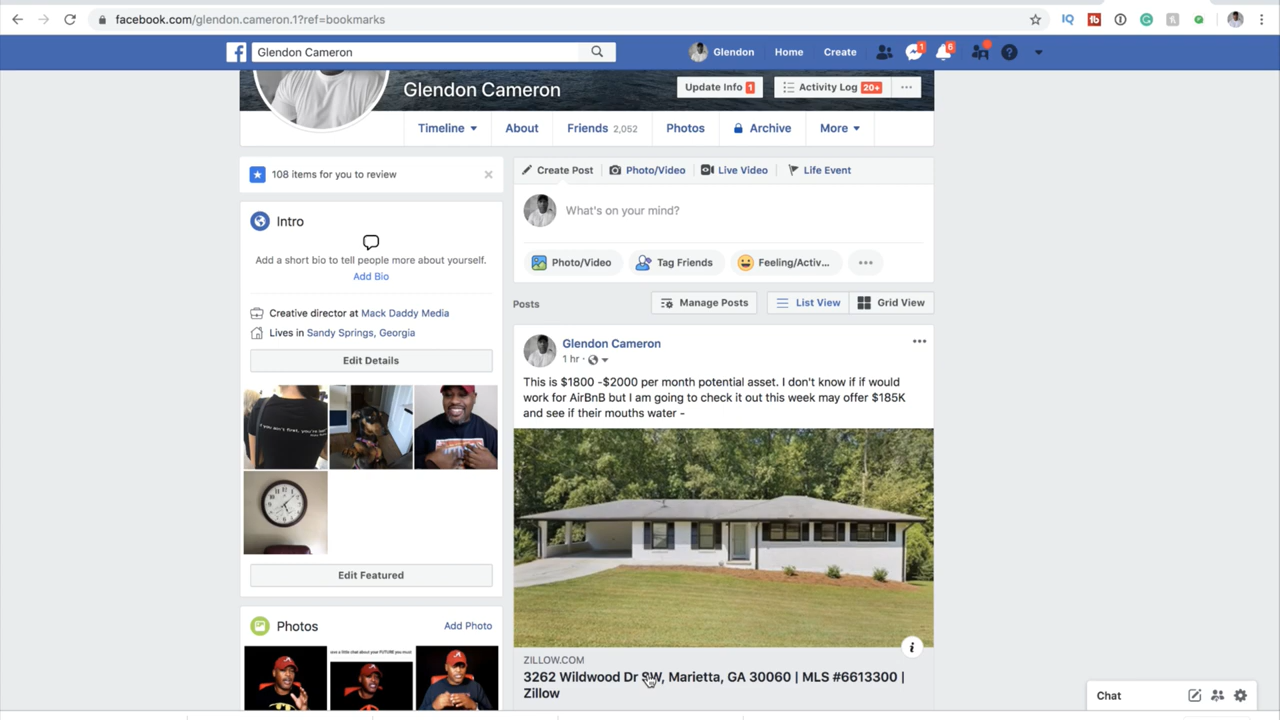 facebook.com/glendon.cameron.1?ref=bookmarks
Glendon Cameron
Glendon
Home
Create
1
6
Glendon Cameron
Update Info 1
Activity Log 20+
Timeline
About
Friends 2,052
Photos
Archive
More
108 items for you to review
Intro
Add a short bio to tell people more about yourself.
Add Bio
Creative director at Mack Daddy Media
Lives in Sandy Springs, Georgia
Edit Details
Edit Featured
Photos
Add Photo
Create Post
Photo/Video
Live Video
Life Event
What's on your mind?
Photo/Video
Tag Friends
Feeling/Activ...
Posts
Manage Posts
List View
Grid View
Glendon Cameron
1 hr
This is $1800 -$2000 per month potential asset. I don't know if if would
work for AirBnB but I am going to check it out this week may offer $185K
and see if their mouths water -
ZILLOW.COM
3262 Wildwood Dr SW, Marietta, GA 30060 | MLS #6613300 |
Zillow
Chat